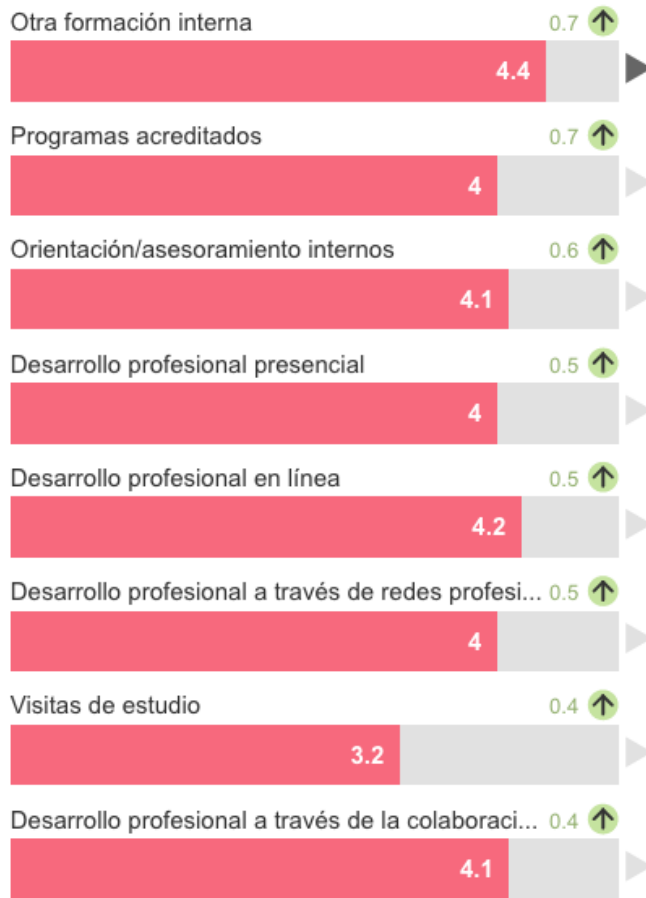 Otra formación interna 0.7
4.4
Programas acreditados 0.7
4
Orientación/asesoramiento internos 0.6
4.1
Desarrollo profesional presencial 0.5
4
Desarrollo profesional en línea 0.5
4.2
Desarrollo profesional a través de redes profesi... 0.5
4
Visitas de estudio 0.4
3.2
Desarrollo profesional a través de la colaboraci... 0.4
4.1